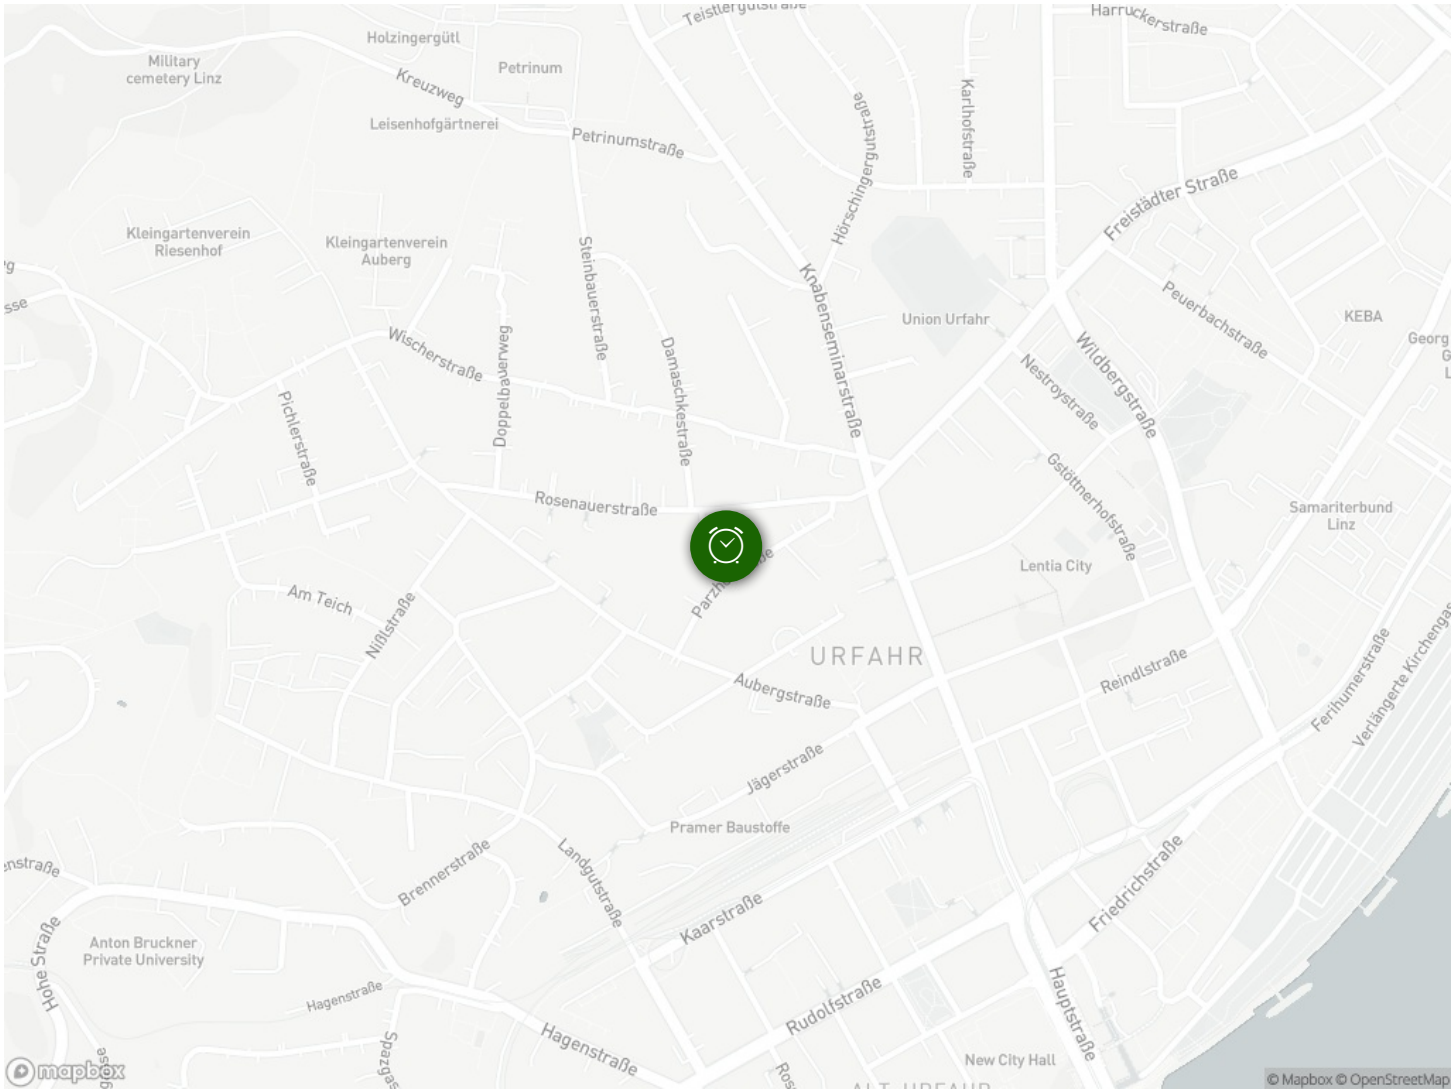 Teistlergutstraße
Harruckerstraße
Holzingergütl
Military
cemetery Linz
Petrinum
Kreuzweg
Karlhofstraße
Leisenhofgärtnerei
Petrinumstraße
Hörschingergutstraße
Freistädter Straße
Kleingartenverein
Riesenhof
Kleingartenverein
Auberg
Steinbauerstraße
Knabenseminarstraße
Peuerbachstraße
Union Urfahr
KEBA
Georg
Wischerstraße
Doppelbauerweg
Damaschkestraße
Wildbergstraße
Nestroystraße
Pichlerstraße
Gstöttnerhofstraße
Rosenauerstraße
Samariterbund
Linz
Lentia City
Am Teich
Nißlstraße
URFAHR
Reindlstraße
Ferihumerstraße
Aubergstraße
Jägerstraße
Pramer Baustoffe
Landgutstraße
Brennerstraße
Friedrichstraße
Kaarstraße
Anton Bruckner
Private University
Hohe Straße
Hagenstraße
Rudolfstraße
Hauptstraße
Hagenstraße
New City Hall
mapbox
© Mapbox © OpenStreetMap